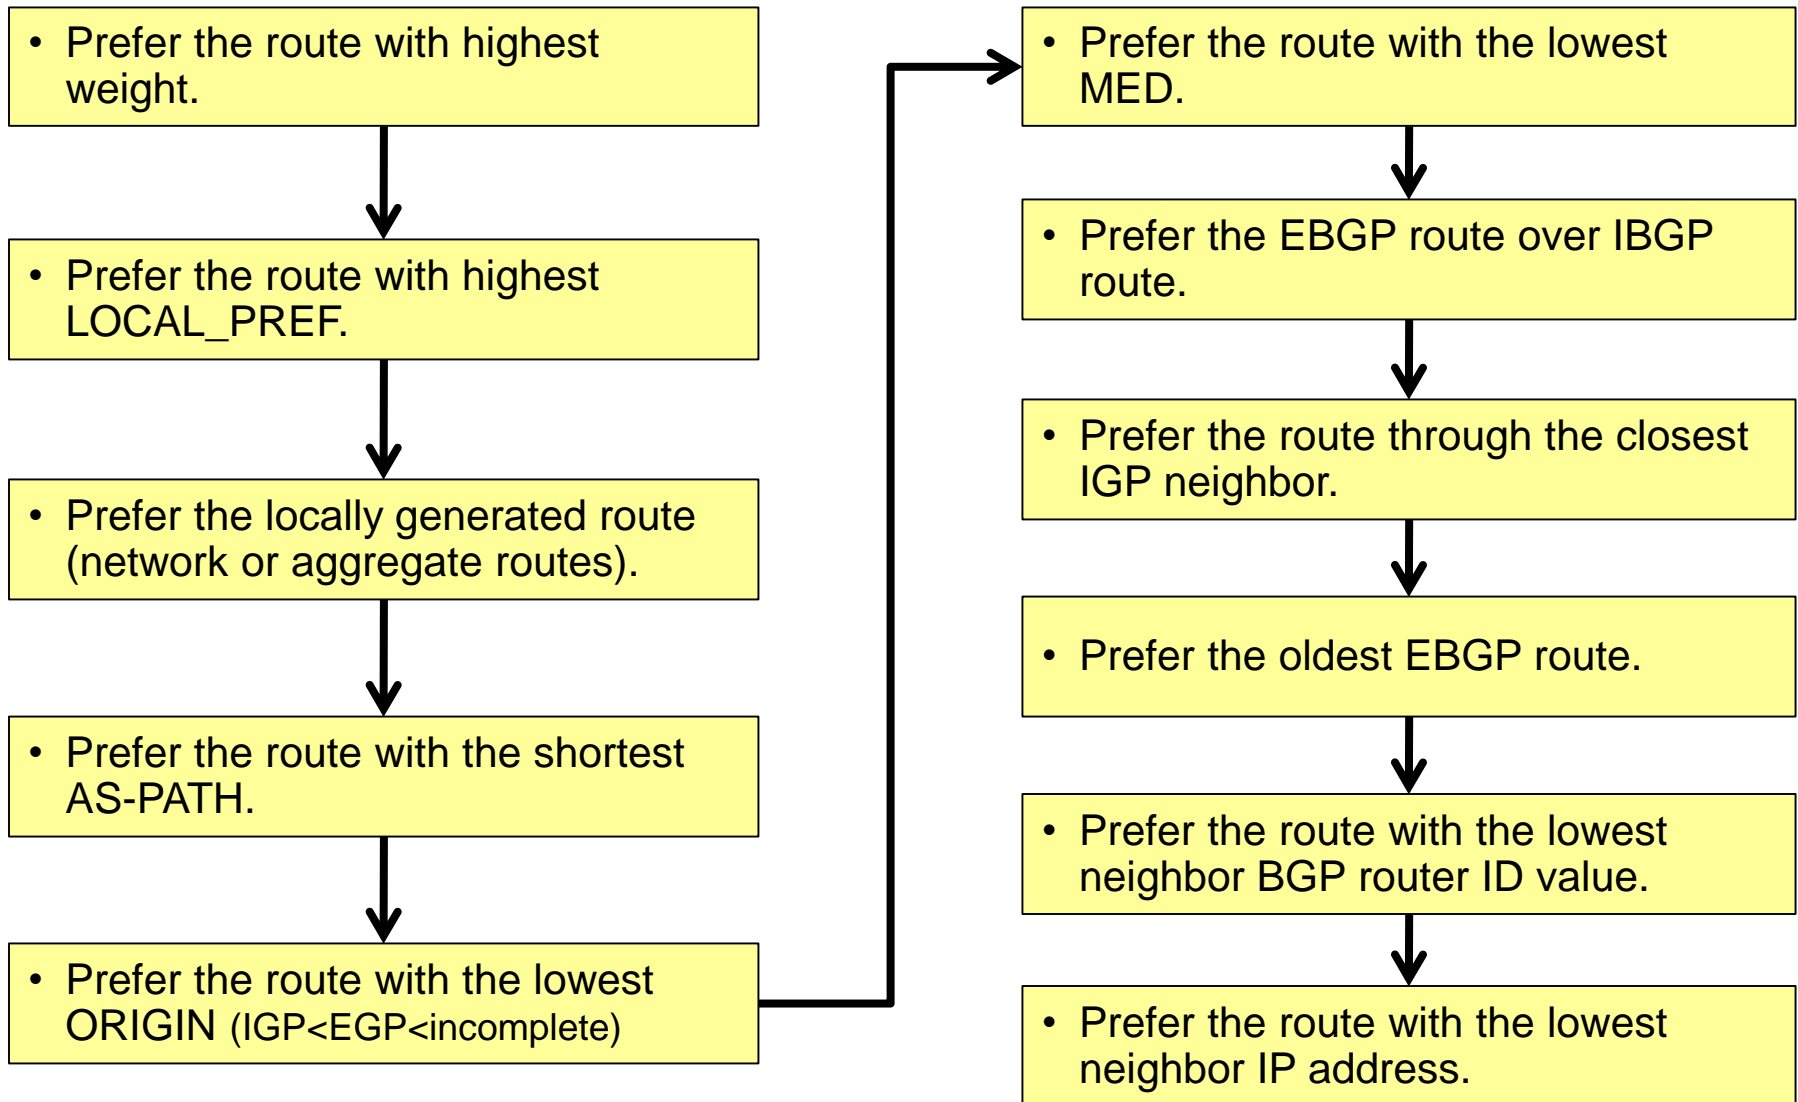 • Prefer the route with highest
weight.
• Prefer the route with highest
LOCAL_PREF.
• Prefer the locally generated route
(network or aggregate routes).
• Prefer the route with the shortest
AS-PATH.
• Prefer the route with the lowest
ORIGIN (IGP<EGP<incomplete)
• Prefer the route with the lowest
MED.
• Prefer the EBGP route over IBGP
route.
• Prefer the route through the closest
IGP neighbor.
• Prefer the oldest EBGP route.
• Prefer the route with the lowest
neighbor BGP router ID value.
• Prefer the route with the lowest
neighbor IP address.